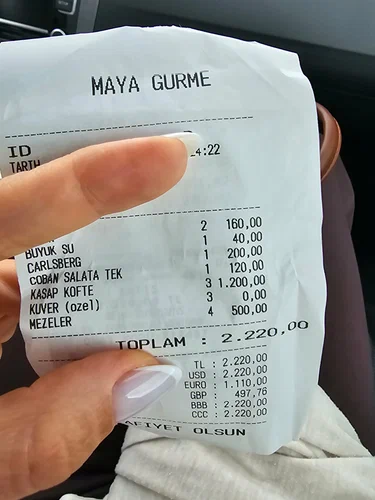 MAYA GURME
ID
TARIH 4:22
2 160,00
BUYUK SU 1 40,00
CARLSBERG 1 200,00
COBAN SALATA TEK 1 120,00
KASAP KOFTE 3 1.200,00
KUVER (ozel) 3 0,00
MEZELER 4 500,00
TOPLAM : 2.220,00
TL : 2.220,00
USD : 2.220,00
EURO : 1.110,00
GBP : 497,76
BBB : 2.220,00
CCC : 2.220,00
AFIYET OLSUN